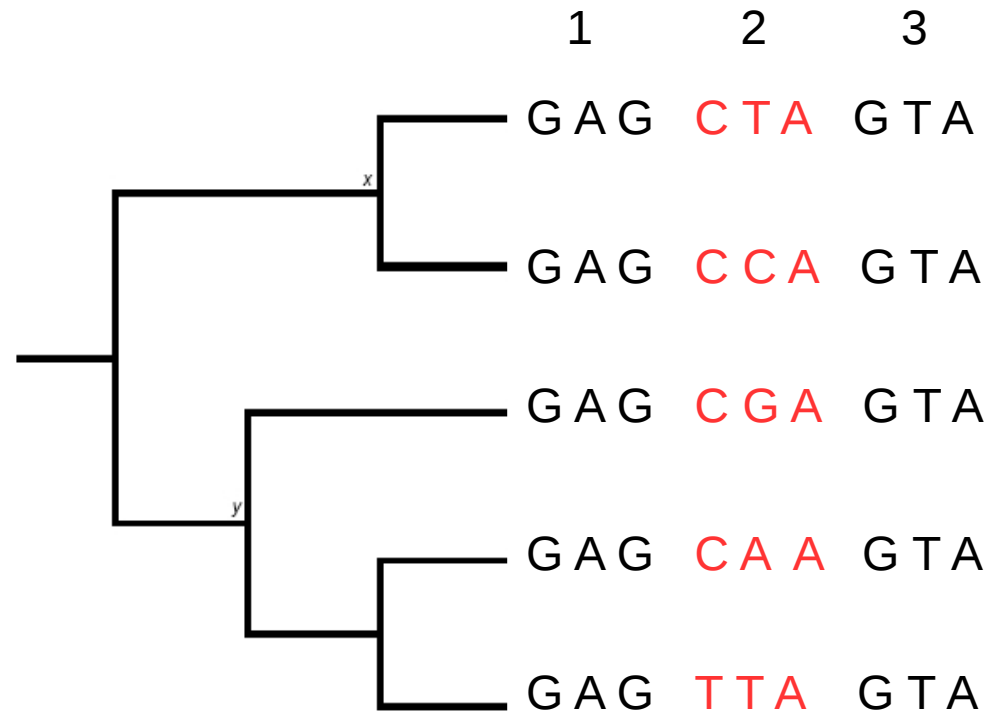 1 2 3
GAG CTA GTA
x
GAG CCA GTA
GAG CGA GTA
y
GAG CAA GTA
GAG TTA GTA